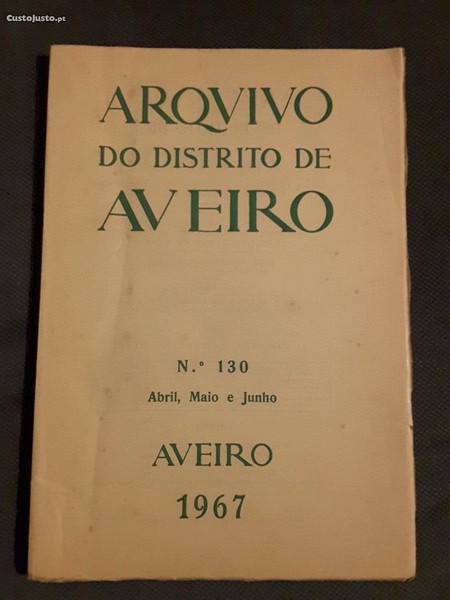 CustoJusto.pt
ARQVIVO
DO DISTRITO DE
AVEIRO
N.º 130
Abril, Maio e Junho
AVEIRO
1967